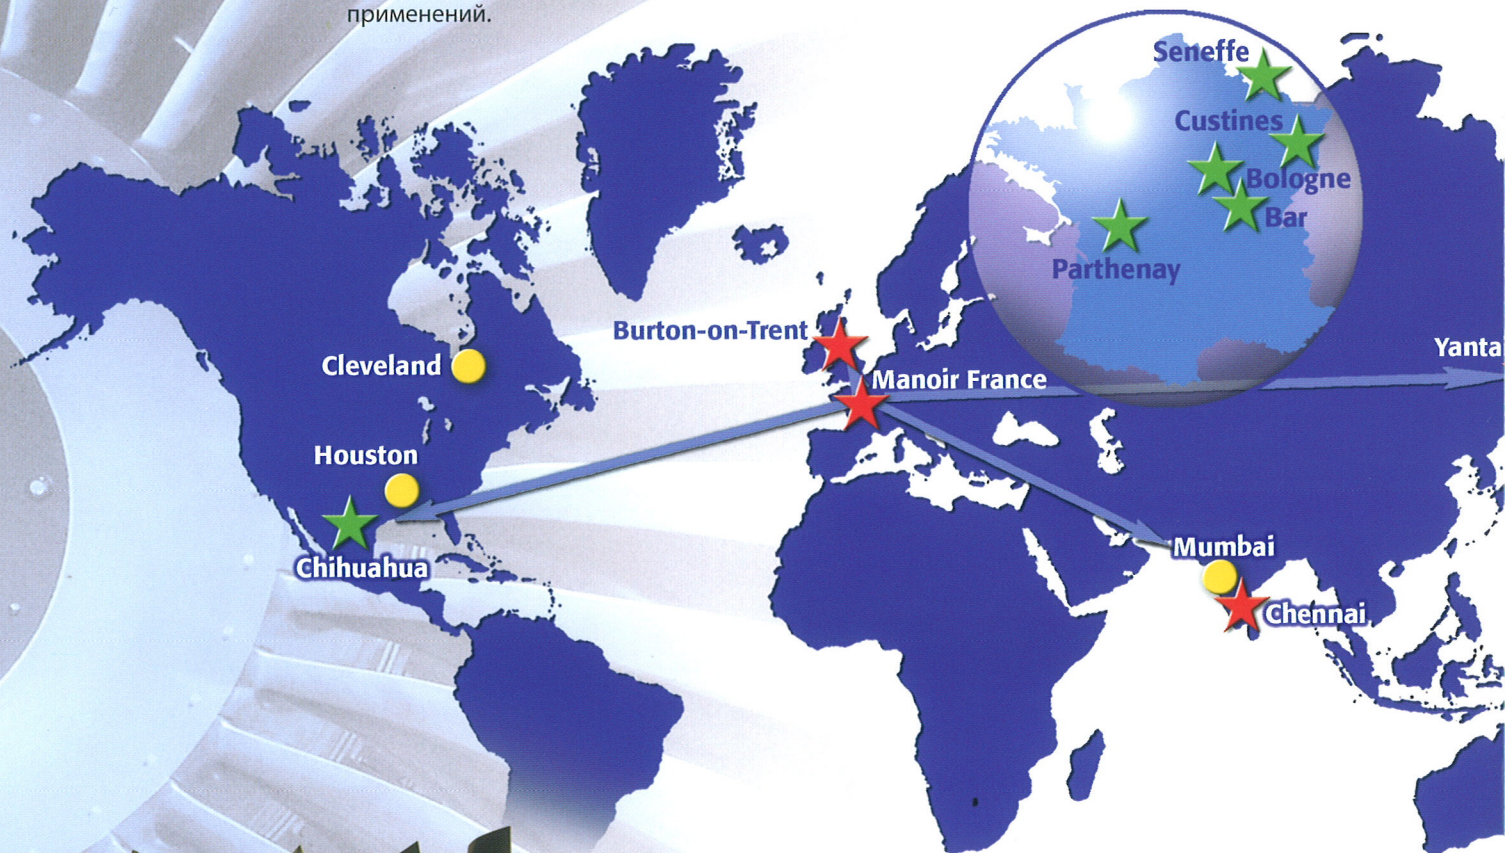 применений.
Seneffe
Custines
Bologne
Bar
Parthenay
Burton-on-Trent
Manoir France
Yanta
Cleveland
Houston
Chihuahua
Mumbai
Chennai